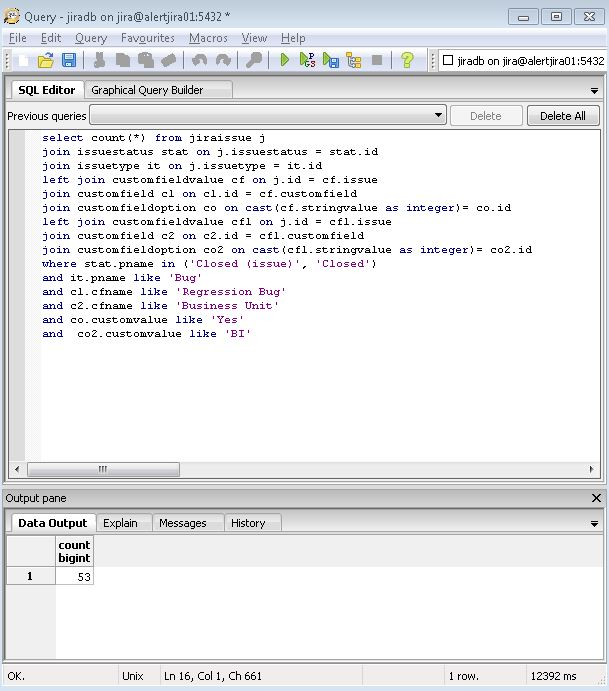 Query - jiradb on jira@alertjira01:5432 *
File Edit Query Favourites Macros View Help
jiradb on jira@alertjira01:5432
SQL Editor Graphical Query Builder
Previous queries Delete Delete All
select count(*) from jiraissue j
join issuestatus stat on j.issuestatus = stat.id
join issuetype it on j.issuetype = it.id
left join customfieldvalue cf on j.id = cf.issue
join customfield cl on cl.id = cf.customfield
join customfieldoption co on cast(cf.stringvalue as integer)= co.id
left join customfieldvalue cfl on j.id = cfl.issue
join customfield c2 on c2.id = cfl.customfield
join customfieldoption co2 on cast(cfl.stringvalue as integer)= co2.id
where stat.pname in ('Closed (issue)', 'Closed')
and it.pname like 'Bug'
and cl.cfname like 'Regression Bug'
and c2.cfname like 'Business Unit'
and co.customvalue like 'Yes'
and  co2.customvalue like 'BI'
Output pane
Data Output Explain Messages History
count
bigint
1 53
OK. Unix Ln 16, Col 1, Ch 661 1 row. 12392 ms